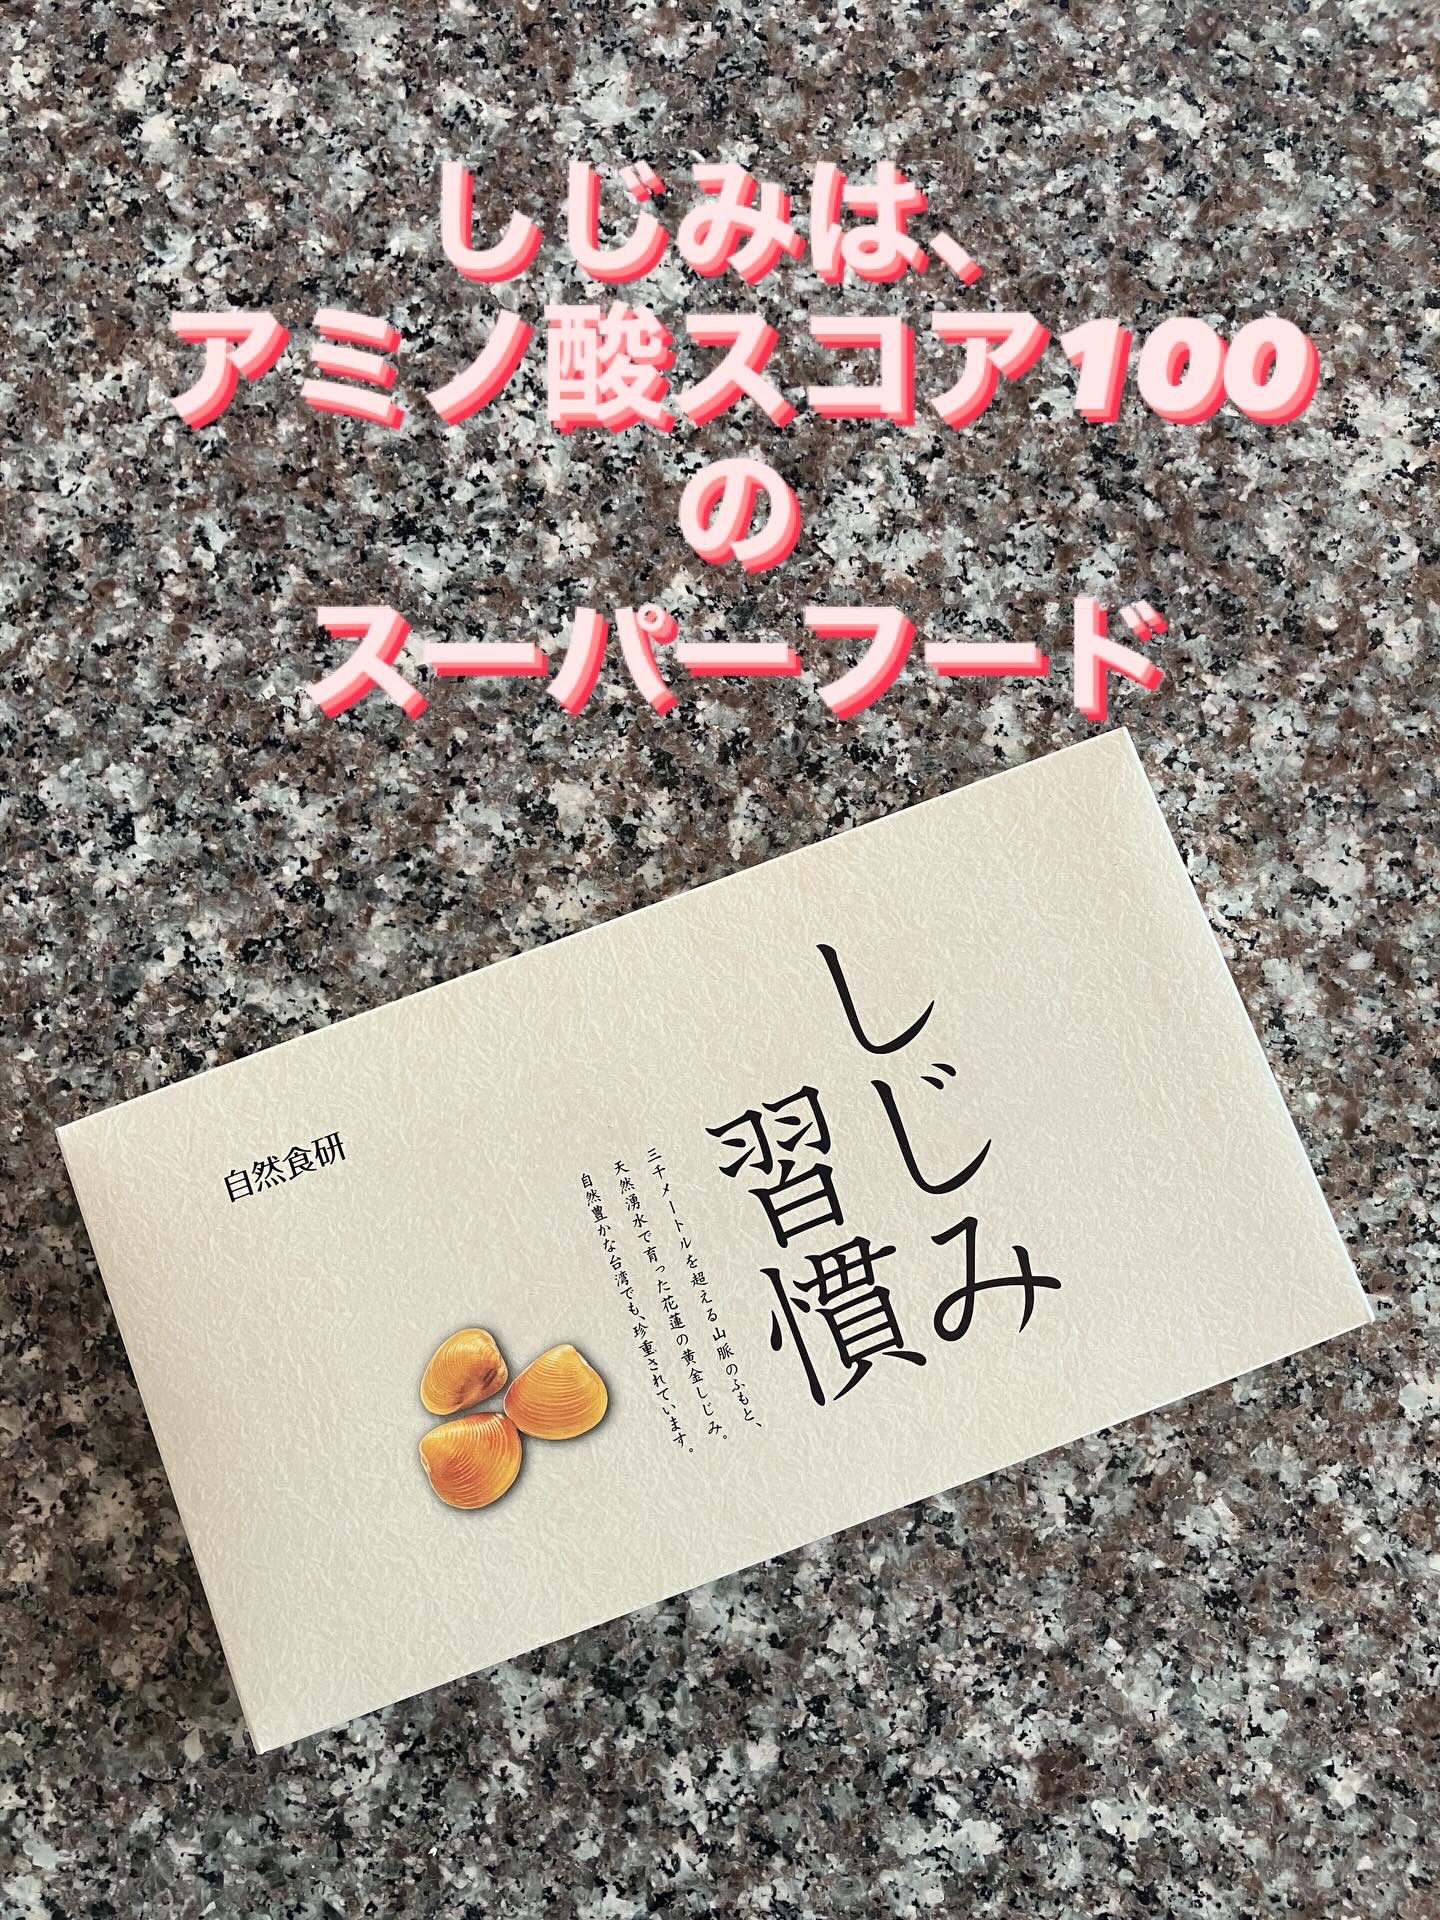 しじみは、
アミノ酸スコア100
の
スーパーフード
しじみ
習慣
三千メートルを超える山脈のふもと、
天然湧水で育った花蓮の黄金しじみ。
自然豊かな台湾でも、珍重されています。
自然食研